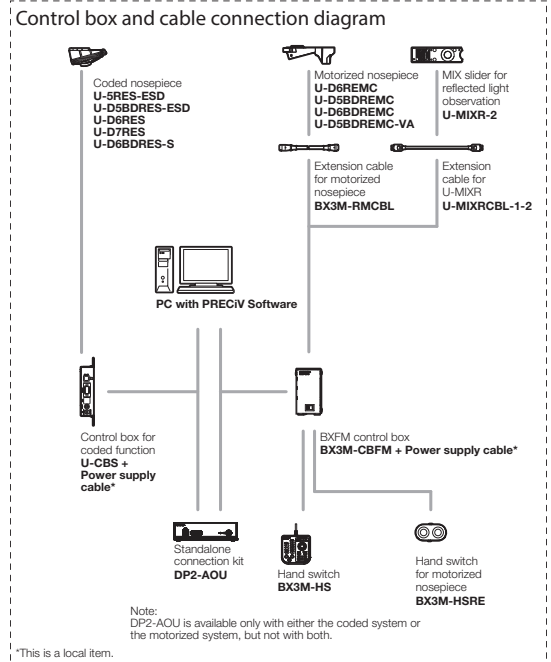 Control box and cable connection diagram
Coded nosepiece
U-5RES-ESD
U-D5BDRES-ESD
U-D6RES
U-D7RES
U-D6BDRES-S
Motorized nosepiece
U-D6REMC
U-D5BDREMC
U-D6BDREMC
U-D5BDREMC-VA
MIX slider for
reflected light
observation
U-MIXR-2
Extension cable
for motorized
nosepiece
BX3M-RMCBL
Extension
cable for
U-MIXR
U-MIXRCBL-1-2
PC with PRECiV Software
Control box for
coded function
U-CBS +
Power supply
cable*
BXFM control box
BX3M-CBFM + Power supply cable*
Standalone
connection kit
DP2-AOU
Hand switch
BX3M-HS
Hand switch
for motorized
nosepiece
BX3M-HSRE
Note:
DP2-AOU is available only with either the coded system or
the motorized system, but not with both.
*This is a local item.